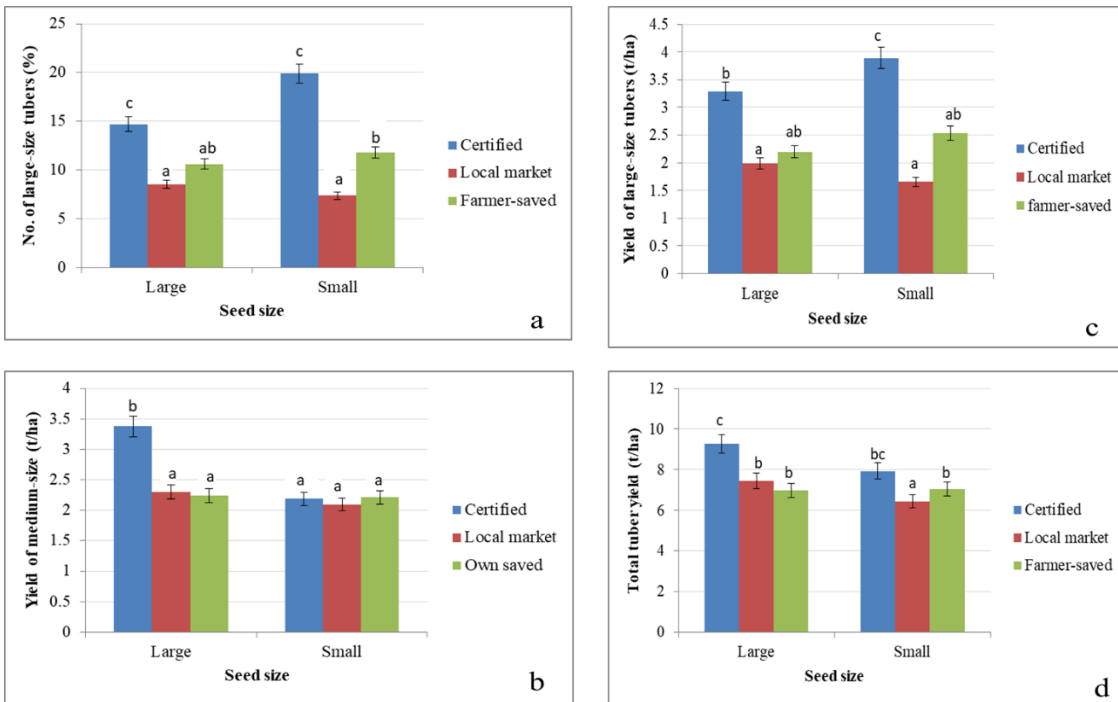 No. of large-size tubers (%)
25
20
15
10
5
0
c
a
ab
c
a
b
Large
Small
Seed size
Certified
Local market
Farmer-saved
a
Yield of large-size tubers (t/ha)
4.5
4
3.5
3
2.5
2
1.5
1
0.5
0
b
a
ab
c
a
ab
Large
Small
Seed size
Certified
Local market
farmer-saved
c
Yield of medium-size (t/ha)
4
3.5
3
2.5
2
1.5
1
0.5
0
b
a
a
a
a
a
Large
Small
Seed size
Certified
Local market
Own saved
b
Total tuber yield (t/ha)
12
10
8
6
4
2
0
c
b
b
bc
a
b
Large
Small
Seed size
Certified
Local market
Farmer-saved
d